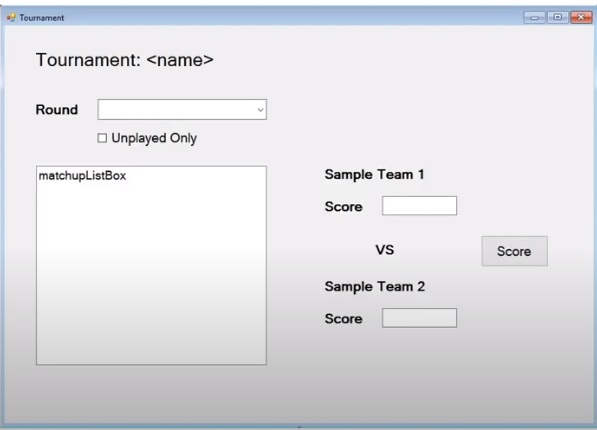 Tournament
Tournament: <name>
Round
Unplayed Only
matchupListBox
Sample Team 1
Score
VS
Score
Sample Team 2
Score